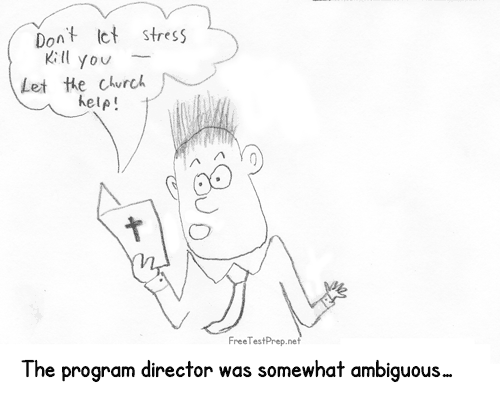 Don't let stress
Kill you —
Let the church
help!
FreeTestPrep.net
The program director was somewhat ambiguous...